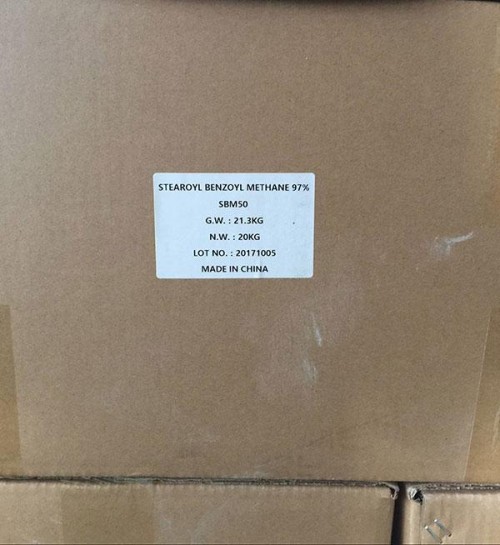 STEAROYL BENZOYL METHANE 97%
SBM50
G.W. : 21.3KG
N.W. : 20KG
LOT NO. : 20171005
MADE IN CHINA